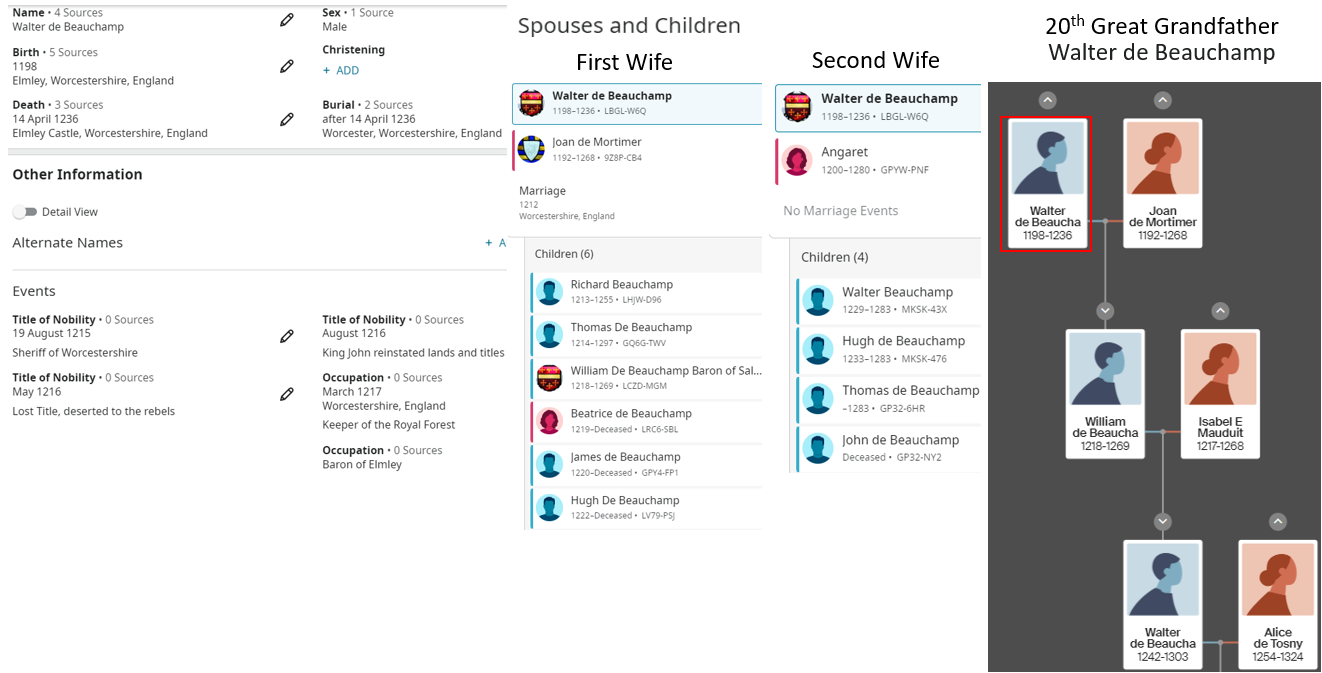 Name • 4 Sources
Walter de Beauchamp
Sex • 1 Source
Male
Birth • 5 Sources
1198
Elmley, Worcestershire, England
Christening
+ ADD
Death • 3 Sources
14 April 1236
Elmley Castle, Worcestershire, England
Burial • 2 Sources
after 14 April 1236
Worcester, Worcestershire, England
Other Information
Detail View
Alternate Names
+ A
Events
Title of Nobility • 0 Sources
19 August 1215
Sheriff of Worcestershire
Title of Nobility • 0 Sources
August 1216
King John reinstated lands and titles
Title of Nobility • 0 Sources
May 1216
Lost Title, deserted to the rebels
Occupation • 0 Sources
March 1217
Worcestershire, England
Keeper of the Royal Forest
Occupation • 0 Sources
Baron of Elmley
Spouses and Children
First Wife
Walter de Beauchamp
1198–1236 • LBGL-W6Q
Joan de Mortimer
1192–1268 • 9Z8P-CB4
Marriage
1212
Worcestershire, England
Children (6)
Richard Beauchamp
1213–1255 • LHJW-D96
Thomas De Beauchamp
1214–1297 • GQ6G-TWV
William De Beauchamp Baron of Sal...
1218–1269 • LCZD-MGM
Beatrice de Beauchamp
1219–Deceased • LRC6-SBL
James de Beauchamp
1220–Deceased • GPY4-FP1
Hugh De Beauchamp
1222–Deceased • LV79-PSJ
Second Wife
Walter de Beauchamp
1198–1236 • LBGL-W6Q
Angaret
1200–1280 • GPYW-PNF
No Marriage Events
Children (4)
Walter Beauchamp
1229–1283 • MKSK-43X
Hugh de Beauchamp
1233–1283 • MKSK-476
Thomas de Beauchamp
–1283 • GP32-6HR
John de Beauchamp
Deceased • GP32-NY2
20th Great Grandfather
Walter de Beauchamp
Walter
de Beaucha
1198-1236
Joan
de Mortimer
1192-1268
William
de Beaucha
1218-1269
Isabel E
Mauduit
1217-1268
Walter
de Beaucha
1242-1303
Alice
de Tosny
1254-1324